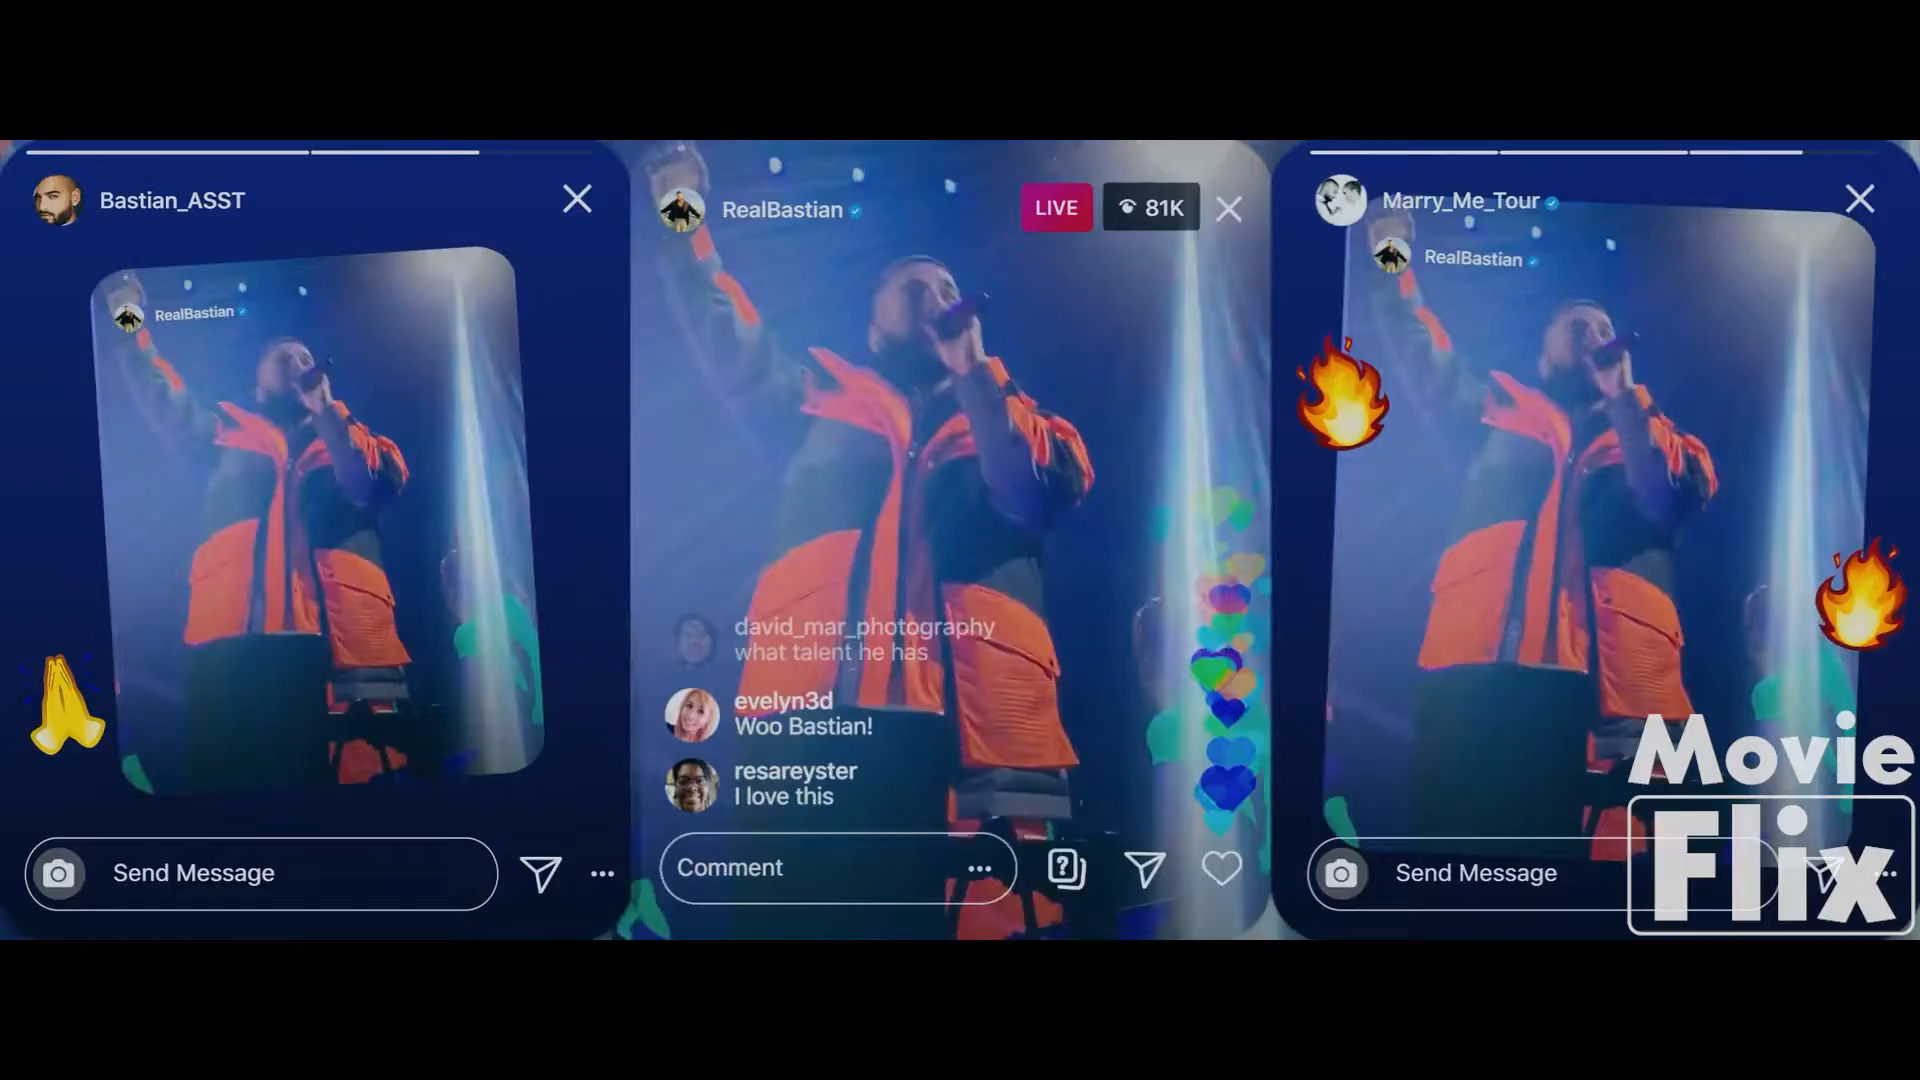 Bastian_ASST
RealBastian
Send Message
RealBastian
LIVE
81K
david_mar_photography
what talent he has
evelyn3d
Woo Bastian!
resareyster
I love this
Comment
Marry_Me_Tour
RealBastian
Send Message
Movie
Flix